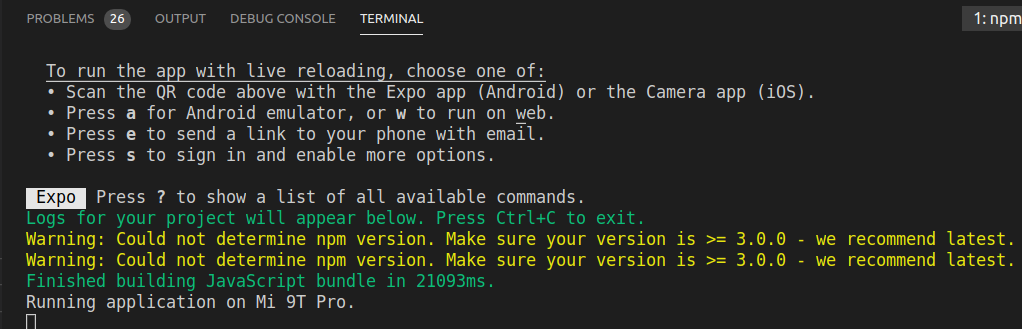 PROBLEMS 26 OUTPUT DEBUG CONSOLE TERMINAL 1: npm
To run the app with live reloading, choose one of:
• Scan the QR code above with the Expo app (Android) or the Camera app (iOS).
• Press a for Android emulator, or w to run on web.
• Press e to send a link to your phone with email.
• Press s to sign in and enable more options.
Expo Press ? to show a list of all available commands.
Logs for your project will appear below. Press Ctrl+C to exit.
Warning: Could not determine npm version. Make sure your version is >= 3.0.0 - we recommend latest.
Warning: Could not determine npm version. Make sure your version is >= 3.0.0 - we recommend latest.
Finished building JavaScript bundle in 21093ms.
Running application on Mi 9T Pro.